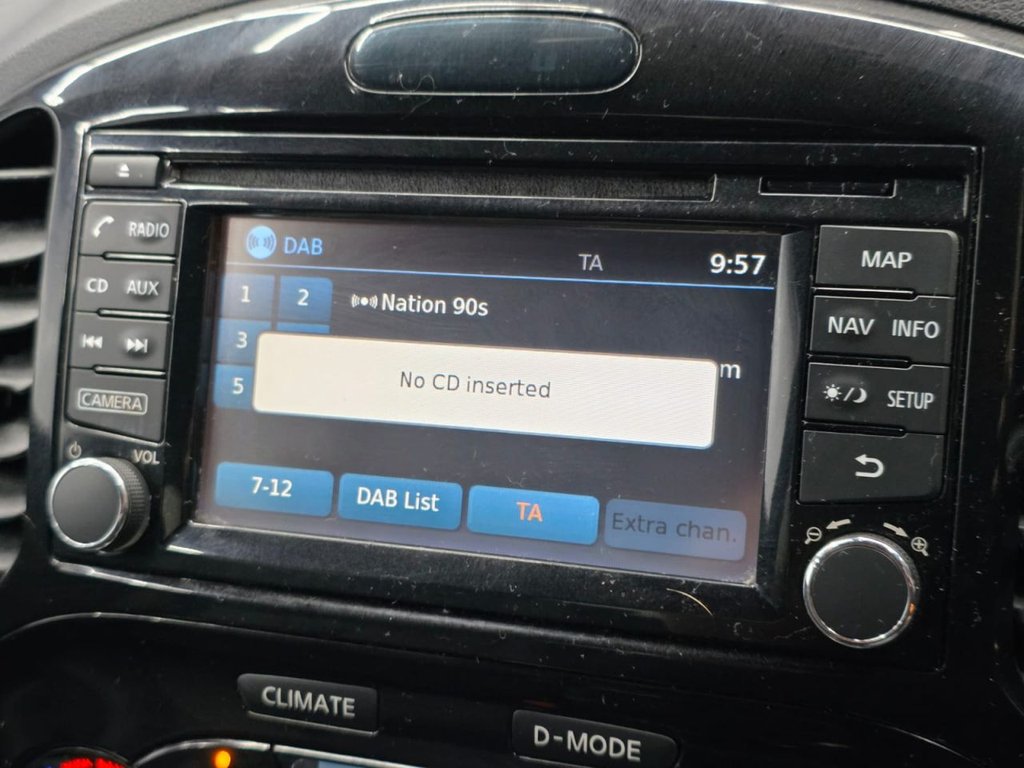 RADIO
CD AUX
CAMERA
VOL
DAB TA 9:57
1 2 Nation 90s
3
5
m
No CD inserted
7-12 DAB List TA Extra chan.
MAP
NAV INFO
SETUP
CLIMATE
D-MODE